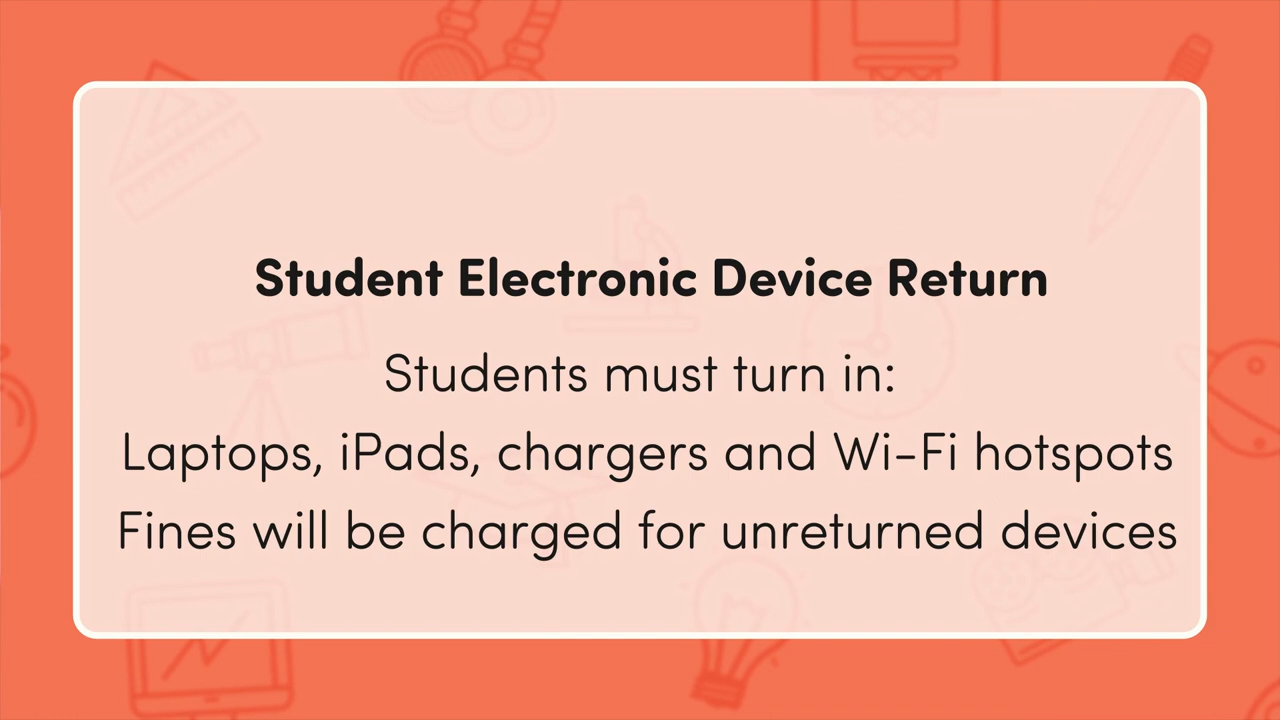 Student Electronic Device Return
Students must turn in:
Laptops, iPads, chargers and Wi-Fi hotspots
Fines will be charged for unreturned devices